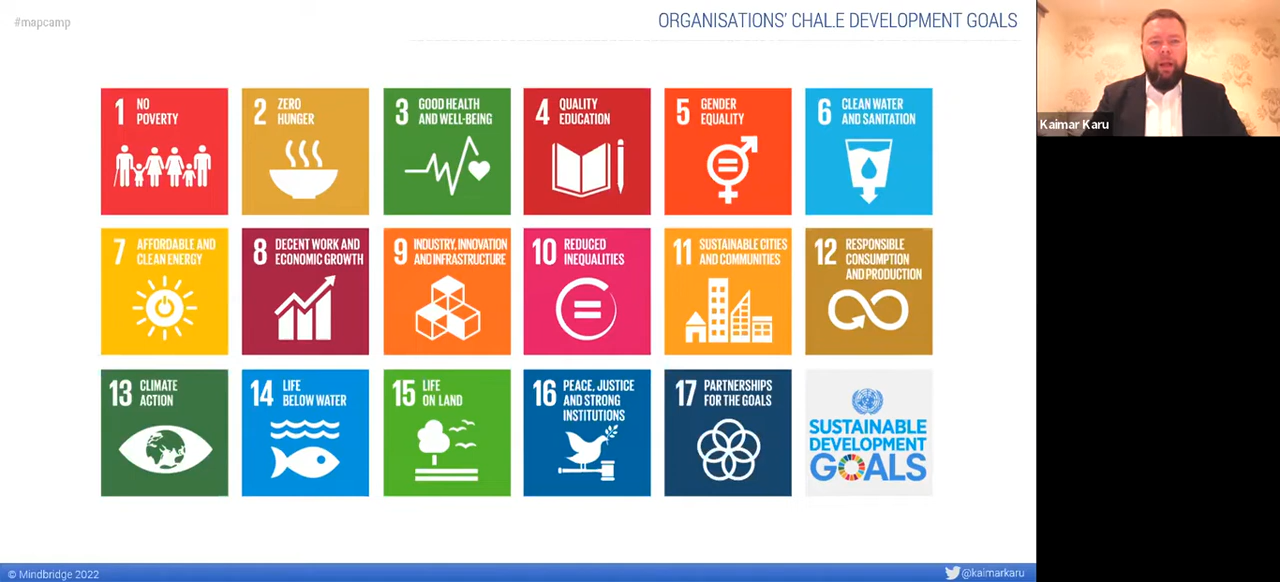 #mapcamp
ORGANISATIONS' CHAL.E DEVELOPMENT GOALS
Kaimar Karu
1 NO
POVERTY
2 ZERO
HUNGER
3 GOOD HEALTH
AND WELL-BEING
4 QUALITY
EDUCATION
5 GENDER
EQUALITY
6 CLEAN WATER
AND SANITATION
7 AFFORDABLE AND
CLEAN ENERGY
8 DECENT WORK AND
ECONOMIC GROWTH
9 INDUSTRY, INNOVATION
AND INFRASTRUCTURE
10 REDUCED
INEQUALITIES
11 SUSTAINABLE CITIES
AND COMMUNITIES
12 RESPONSIBLE
CONSUMPTION
AND PRODUCTION
13 CLIMATE
ACTION
14 LIFE
BELOW WATER
15 LIFE
ON LAND
16 PEACE, JUSTICE
AND STRONG
INSTITUTIONS
17 PARTNERSHIPS
FOR THE GOALS
SUSTAINABLE
DEVELOPMENT
GOALS
© Mindbridge 2022
@kaimarkaru